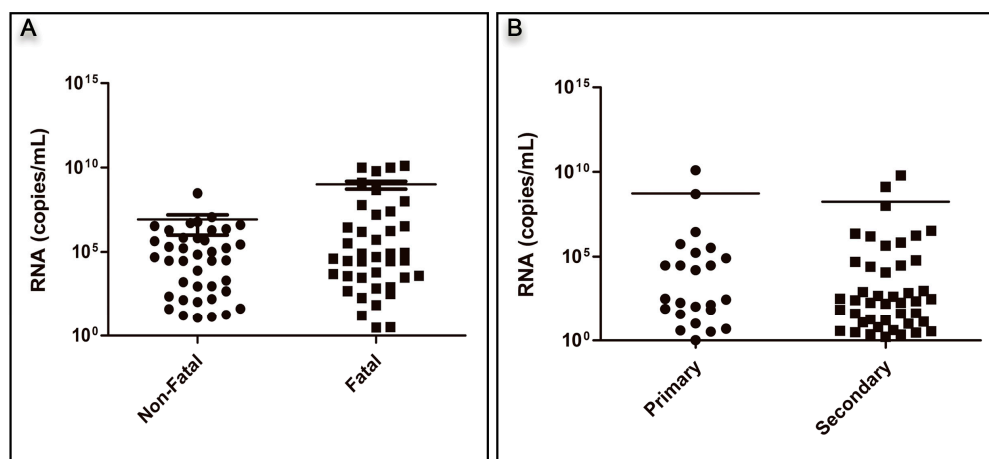 A
RNA (copies/mL)
10^15
10^10
10^5
10^0
Non-Fatal
Fatal
B
RNA (copies/mL)
10^15
10^10
10^5
10^0
Primary
Secondary